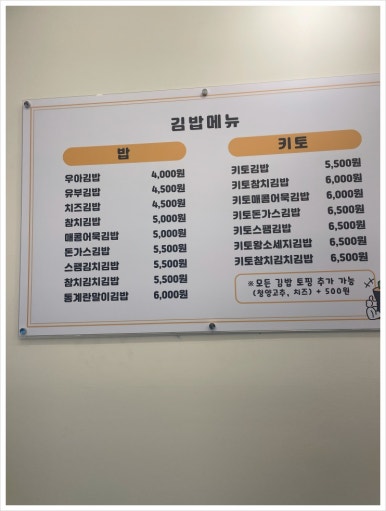 김밥메뉴
밥
우아김밥 4,000원
유부김밥 4,500원
치즈김밥 4,500원
참치김밥 5,000원
매콤어묵김밥 5,000원
돈가스김밥 5,500원
스팸김치김밥 5,500원
참치김치김밥 5,500원
통계란말이김밥 6,000원
키토
키토김밥 5,500원
키토참치김밥 6,000원
키토매콤어묵김밥 6,000원
키토돈가스김밥 6,500원
키토스팸김밥 6,500원
키토왕소세지김밥 6,500원
키토참치김치김밥 6,500원
※모든 김밥 토핑 추가 가능
(청양고추, 치즈) + 500원